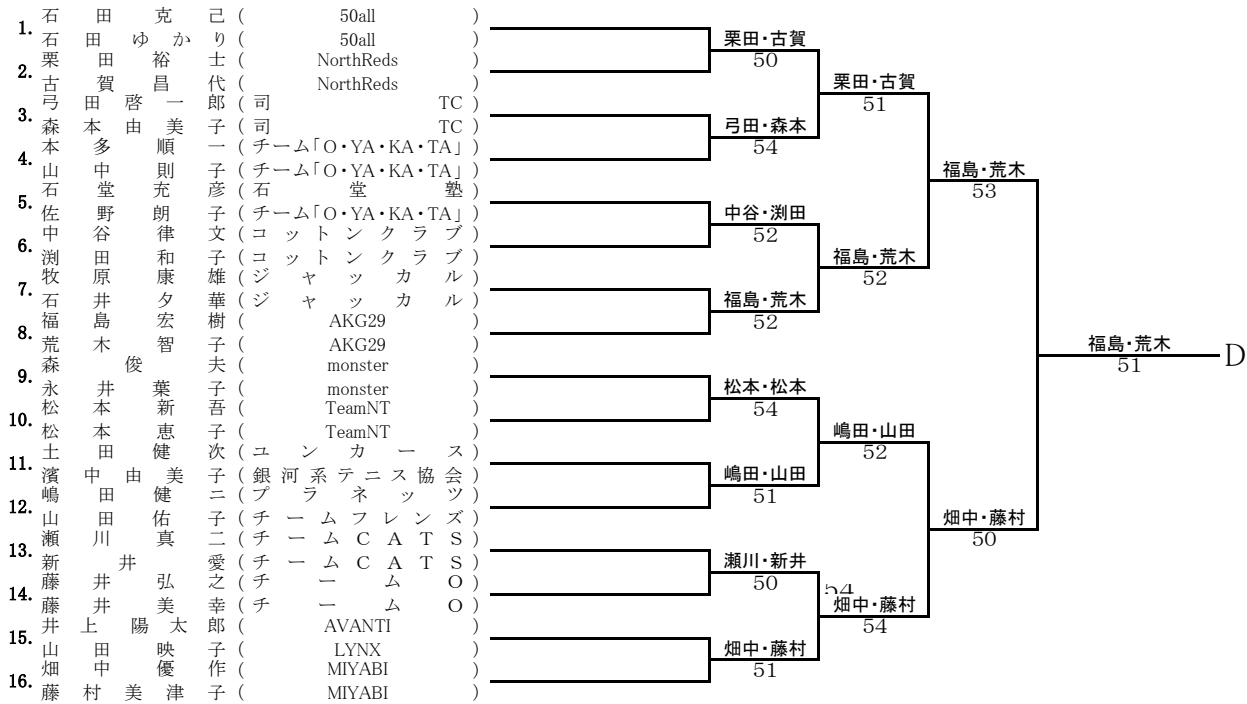 1. 石田克己 ( 50all )
石田ゆかり ( 50all )
2. 栗田裕士 ( NorthReds )
古賀昌代 ( NorthReds )
3. 弓田啓一郎 ( 司 TC )
森本由美子 ( 司 TC )
4. 本多順一 ( チーム｢O・YA・KA・TA｣ )
山中則子 ( チーム｢O・YA・KA・TA｣ )
5. 石堂充彦 ( 石堂塾 )
佐野朗子 ( チーム｢O・YA・KA・TA｣ )
6. 中谷律文 ( コットンクラブ )
渕田和子 ( コットンクラブ )
7. 牧原康雄 ( ジャッカル )
石井夕華 ( ジャッカル )
8. 福島宏樹 ( AKG29 )
荒木智子 ( AKG29 )
9. 森俊夫 ( monster )
永井葉子 ( monster )
10. 松本新吾 ( TeamNT )
松本恵子 ( TeamNT )
11. 土田健次 ( ユンカース )
濱中由美子 ( 銀河系テニス協会 )
12. 嶋田健ニ ( プラネッツ )
山田佑子 ( チームフレンズ )
13. 瀬川真二 ( チームCATS )
新井愛 ( チームCATS )
14. 藤井弘之 ( チームO )
藤井美幸 ( チームO )
15. 井上陽太郎 ( AVANTI )
山田映子 ( LYNX )
16. 畑中優作 ( MIYABI )
藤村美津子 ( MIYABI )
栗田・古賀
50
弓田・森本
54
中谷・渕田
52
福島・荒木
52
松本・松本
54
嶋田・山田
51
瀬川・新井
50
畑中・藤村
51
栗田・古賀
51
福島・荒木
52
嶋田・山田
52
54
畑中・藤村
54
福島・荒木
53
畑中・藤村
50
福島・荒木
51
D